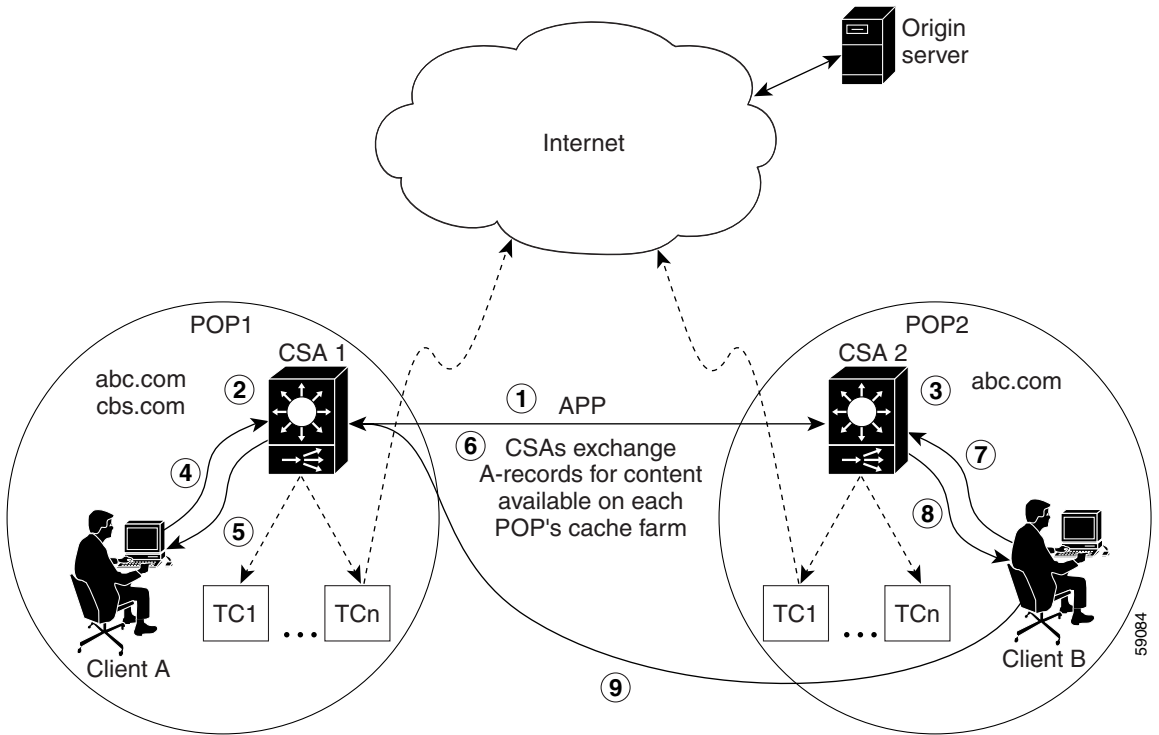 Origin
server
Internet
POP1
POP2
CSA 1
CSA 2
abc.com
cbs.com
2
1
APP
3
abc.com
6
CSAs exchange
A-records for content
available on each
POP's cache farm
4
5
7
8
TC1
...
TCn
TC1
...
TCn
Client A
Client B
9
59084